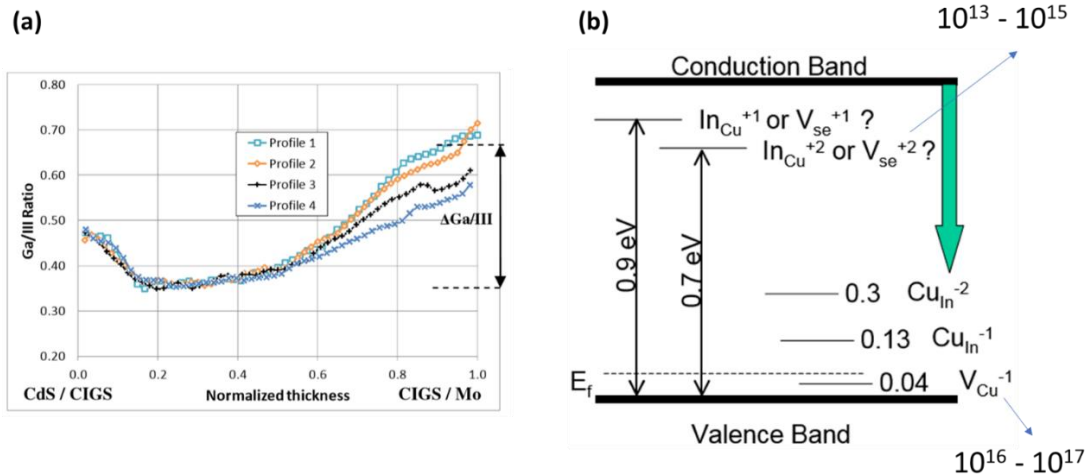 (a)
0.80
0.70
0.60
0.50
0.40
0.30
0.20
Ga/III Ratio
Profile 1
Profile 2
Profile 3
Profile 4
ΔGa/III
0.0 0.2 0.4 0.6 0.8 1.0
CdS / CIGS Normalized thickness CIGS / Mo
(b)
10¹³ - 10¹⁵
Conduction Band
In_Cu⁺¹ or V_se⁺¹ ?
In_Cu⁺² or V_se⁺² ?
0.9 eV
0.7 eV
0.3 Cu_In⁻²
0.13 Cu_In⁻¹
E_f
0.04 V_Cu⁻¹
Valence Band
10¹⁶ - 10¹⁷